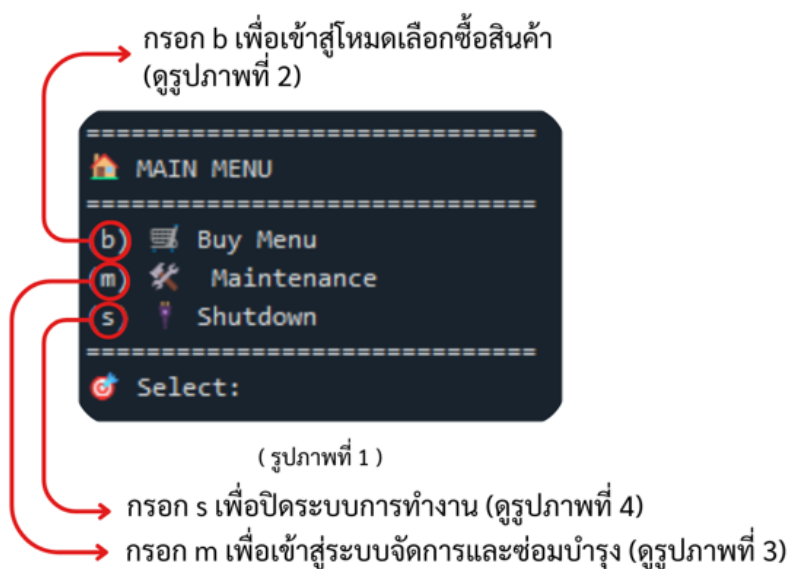 กรอก b เพื่อเข้าสู่โหมดเลือกซื้อสินค้า
(ดูรูปภาพที่ 2)
===============================
🏠 MAIN MENU
===============================
(b) 🛒 Buy Menu
(m) 🛠️ Maintenance
(s) 🔌 Shutdown
===============================
🎯 Select:
( รูปภาพที่ 1 )
กรอก s เพื่อปิดระบบการทำงาน (ดูรูปภาพที่ 4)
กรอก m เพื่อเข้าสู่ระบบจัดการและซ่อมบำรุง (ดูรูปภาพที่ 3)